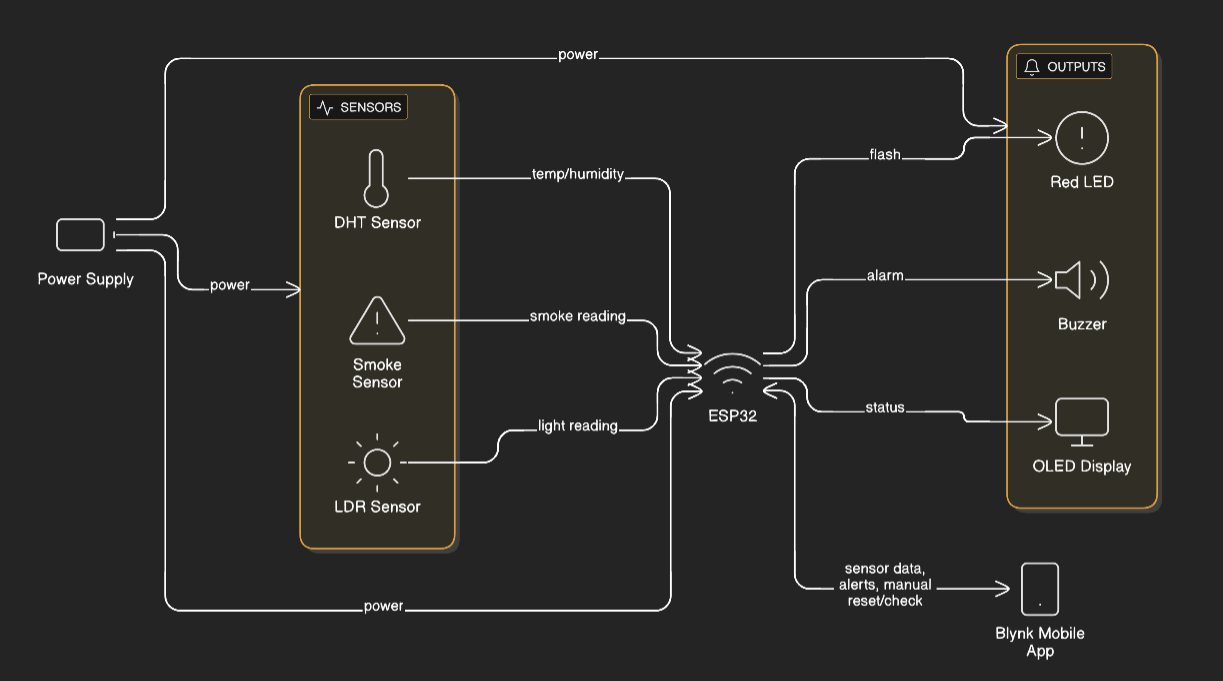 power
OUTPUTS
SENSORS
flash
temp/humidity
Red LED
DHT Sensor
Power Supply
power
alarm
smoke reading
Buzzer
Smoke
Sensor
ESP32
status
light reading
OLED Display
LDR Sensor
sensor data,
alerts, manual
reset/check
power
Blynk Mobile
App